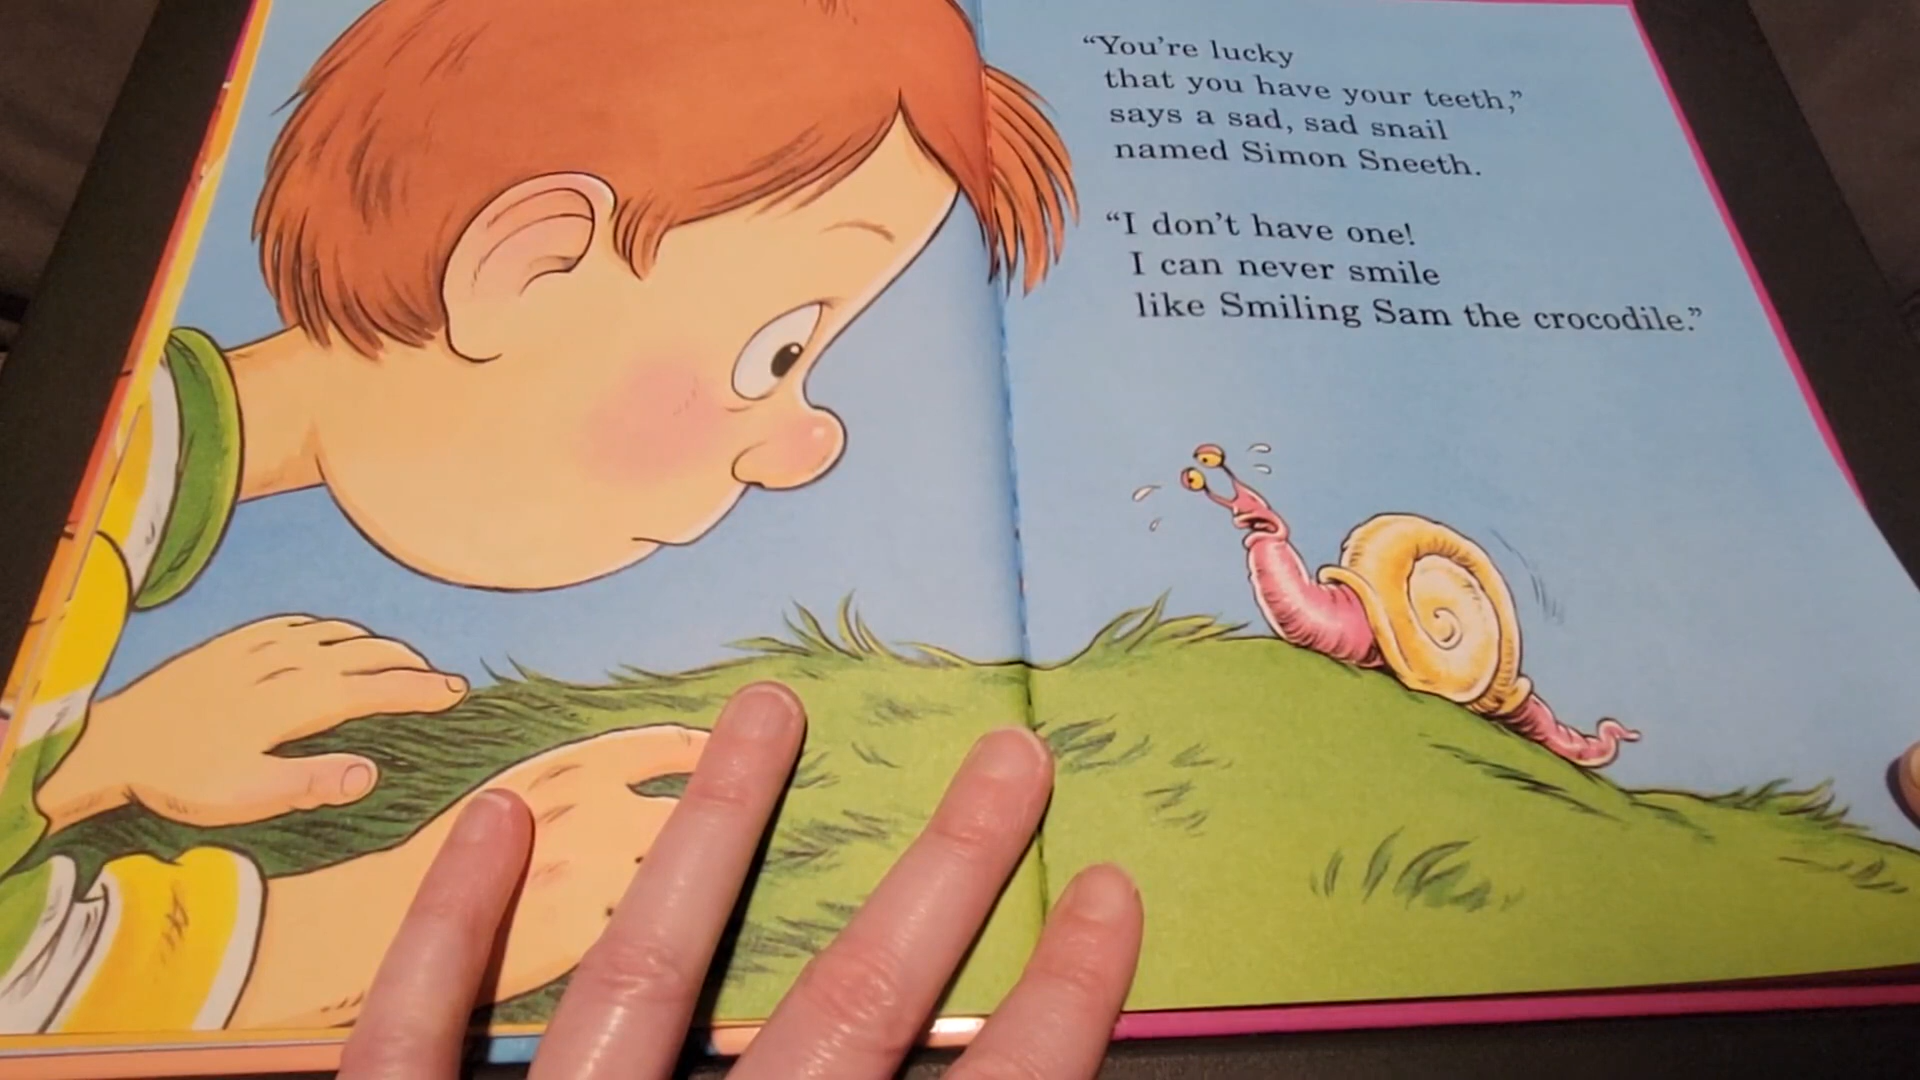 “You’re lucky
that you have your teeth,”
says a sad, sad snail
named Simon Sneeth.
“I don’t have one!
I can never smile
like Smiling Sam the crocodile.”